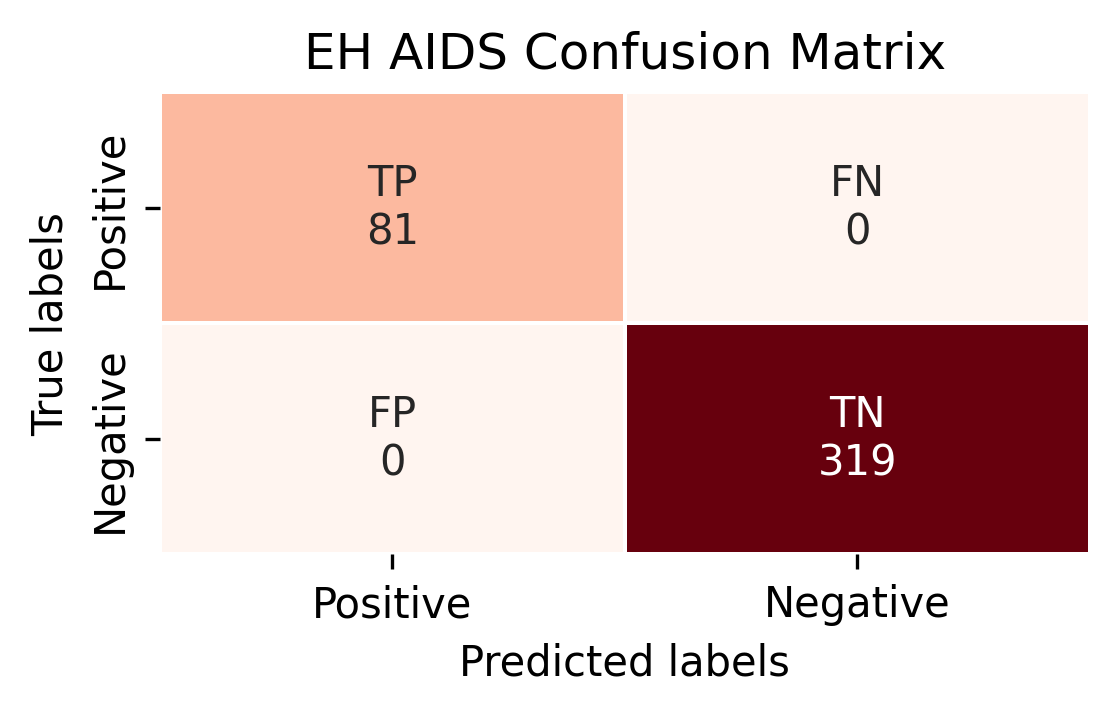 EH AIDS Confusion Matrix
True labels
Positive
Negative
TP
81
FN
0
FP
0
TN
319
Positive
Negative
Predicted labels